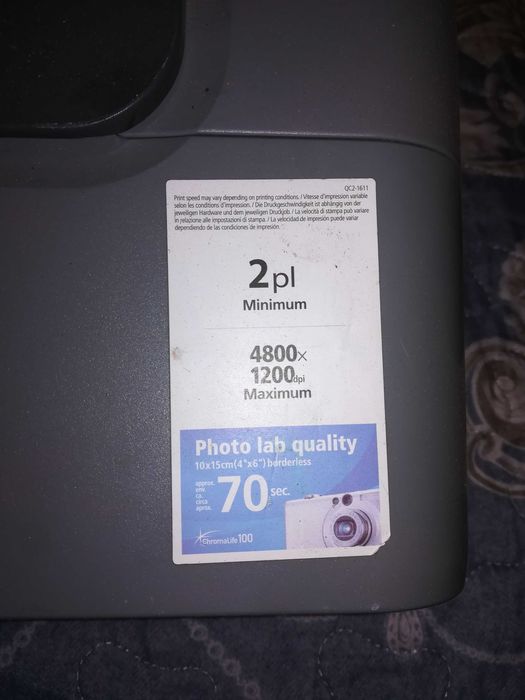 QC2-1611
Print speed may vary depending on printing conditions. / Vitesse d'impression variable
selon les conditions d'impression. / Die Druckgeschwindigkeit ist abhängig von der
jeweiligen Hardware und dem jeweiligen Druckjob. / La velocità di stampa può variare
in relazione alle impostazioni di stampa. / La velocidad de impresión puede variar
dependiendo de las condiciones de impresión.
2pl
Minimum
4800x
1200dpi
Maximum
Photo lab quality
10x15cm(4"x6") borderless
approx.
env.
ca.
circa
aprox.
70 sec.
ChromaLife100